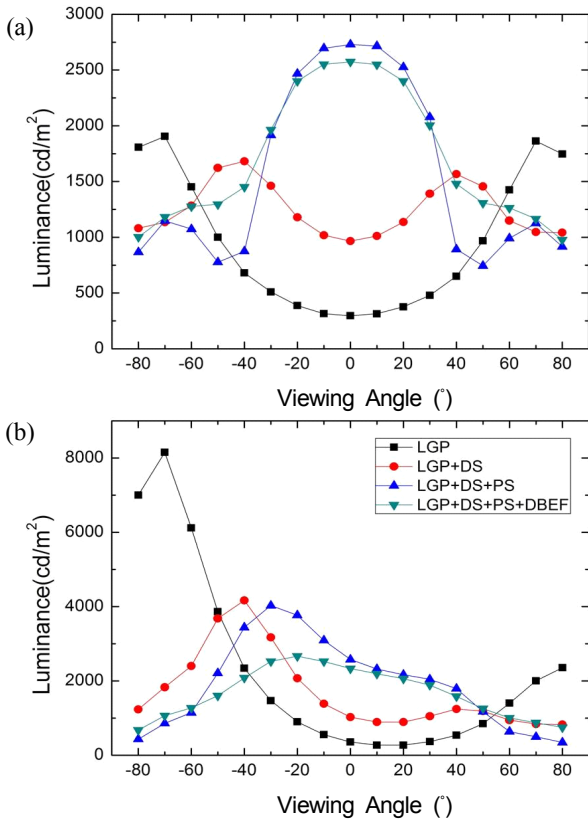 (a)
3000
2500
2000
1500
1000
500
0
Luminance(cd/m²)
-80 -60 -40 -20 0 20 40 60 80
Viewing Angle (°)
(b)
LGP
LGP+DS
LGP+DS+PS
LGP+DS+PS+DBEF
8000
6000
4000
2000
0
Luminance(cd/m²)
-80 -60 -40 -20 0 20 40 60 80
Viewing Angle (°)